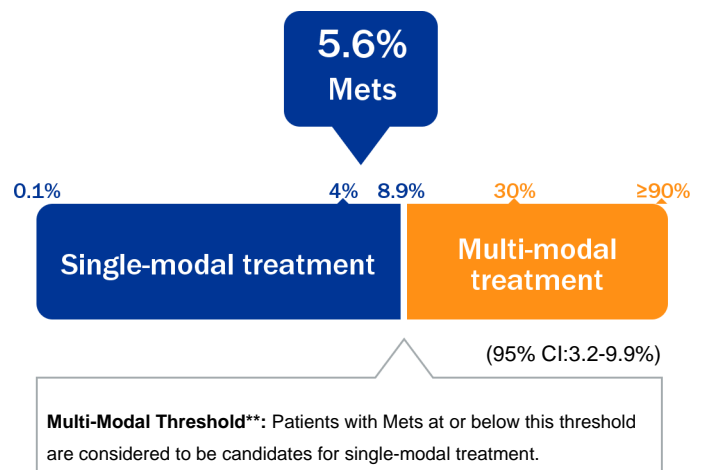 5.6%
Mets
0.1% 4% 8.9% 30% ≥90%
Single-modal treatment
Multi-modal
treatment
(95% CI:3.2-9.9%)
Multi-Modal Threshold**: Patients with Mets at or below this threshold
are considered to be candidates for single-modal treatment.